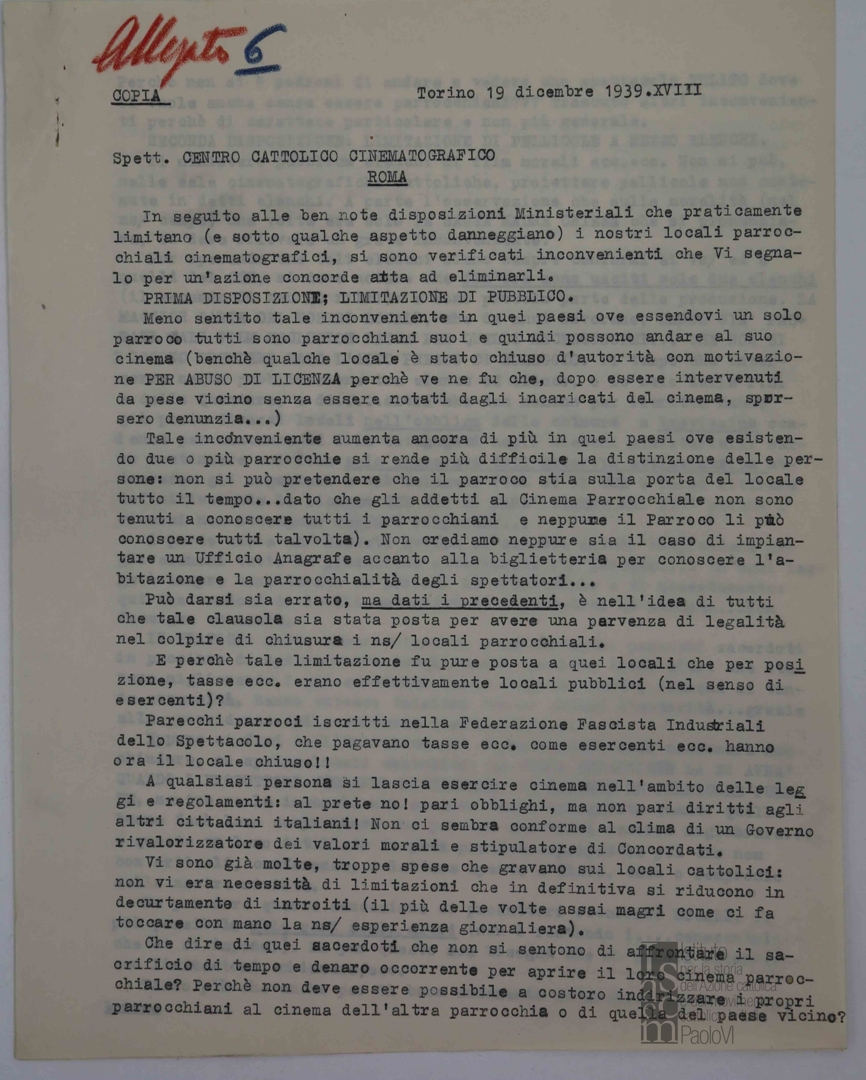 Allegato 6
COPIA
Torino 19 dicembre 1939.XVIII
Spett. CENTRO CATTOLICO CINEMATOGRAFICO
ROMA
In seguito alle ben note disposizioni Ministeriali che praticamente
limitano (e sotto qualche aspetto danneggiano) i nostri locali parroc-
chiali cinematografici, si sono verificati inconvenienti che Vi segna-
lo per un'azione concorde atta ad eliminarli.
PRIMA DISPOSIZIONE; LIMITAZIONE DI PUBBLICO.
Meno sentito tale inconveniente in quei paesi ove essendovi un solo
parroco tutti sono parrocchiani suoi e quindi possono andare al suo
cinema (benchè qualche locale è stato chiuso d'autorità con motivazio-
ne PER ABUSO DI LICENZA perchè ve ne fu che, dopo essere intervenuti
da pese vicino senza essere notati dagli incaricati del cinema, spor-
sero denunzia...)
Tale inconveniente aumenta ancora di più in quei paesi ove esisten-
do due o più parrocchie si rende più difficile la distinzione delle per-
sone: non si può pretendere che il parroco stia sulla porta del locale
tutto il tempo...dato che gli addetti al Cinema Parrocchiale non sono
tenuti a conoscere tutti i parrocchiani e neppure il Parroco li può
conoscere tutti talvolta). Non crediamo neppure sia il caso di impian-
tare un Ufficio Anagrafe accanto alla biglietteria per conoscere l'a-
bitazione e la parrocchialità degli spettatori...
Può darsi sia errato, ma dati i precedenti, è nell'idea di tutti
che tale clausola sia stata posta per avere una parvenza di legalità
nel colpire di chiusura i ns/ locali parrocchiali.
E perchè tale limitazione fu pure posta a quei locali che per posi
zione, tasse ecc. erano effettivamente locali pubblici (nel senso di
esercenti)?
Parecchi parroci iscritti nella Federazione Fascista Industriali
dello Spettacolo, che pagavano tasse ecc. come esercenti ecc. hanno
ora il locale chiuso!!
A qualsiasi persona si lascia esercire cinema nell'ambito delle leg
gi e regolamenti: al prete no! pari obblighi, ma non pari diritti agli
altri cittadini italiani! Non ci sembra conforme al clima di un Governo
rivalorizzatore dei valori morali e stipulatore di Concordati.
Vi sono già molte, troppe spese che gravano sui locali cattolici:
non vi era necessità di limitazioni che in definitiva si riducono in
decurtamente di introiti (il più delle volte assai magri come ci fa
toccare con mano la ns/ esperienza giornaliera).
Che dire di quei sacerdoti che non si sentono di affrontare il sa-
crificio di tempo e denaro occorrente per aprire il loro cinema parroc-
chiale? Perchè non deve essere possibile a costoro indirizzare i propri
parrocchiani al cinema dell'altra parrocchia o di quella del paese vicino?
Istituto
per la storia
dell'Azione cattolica
Paolo VI